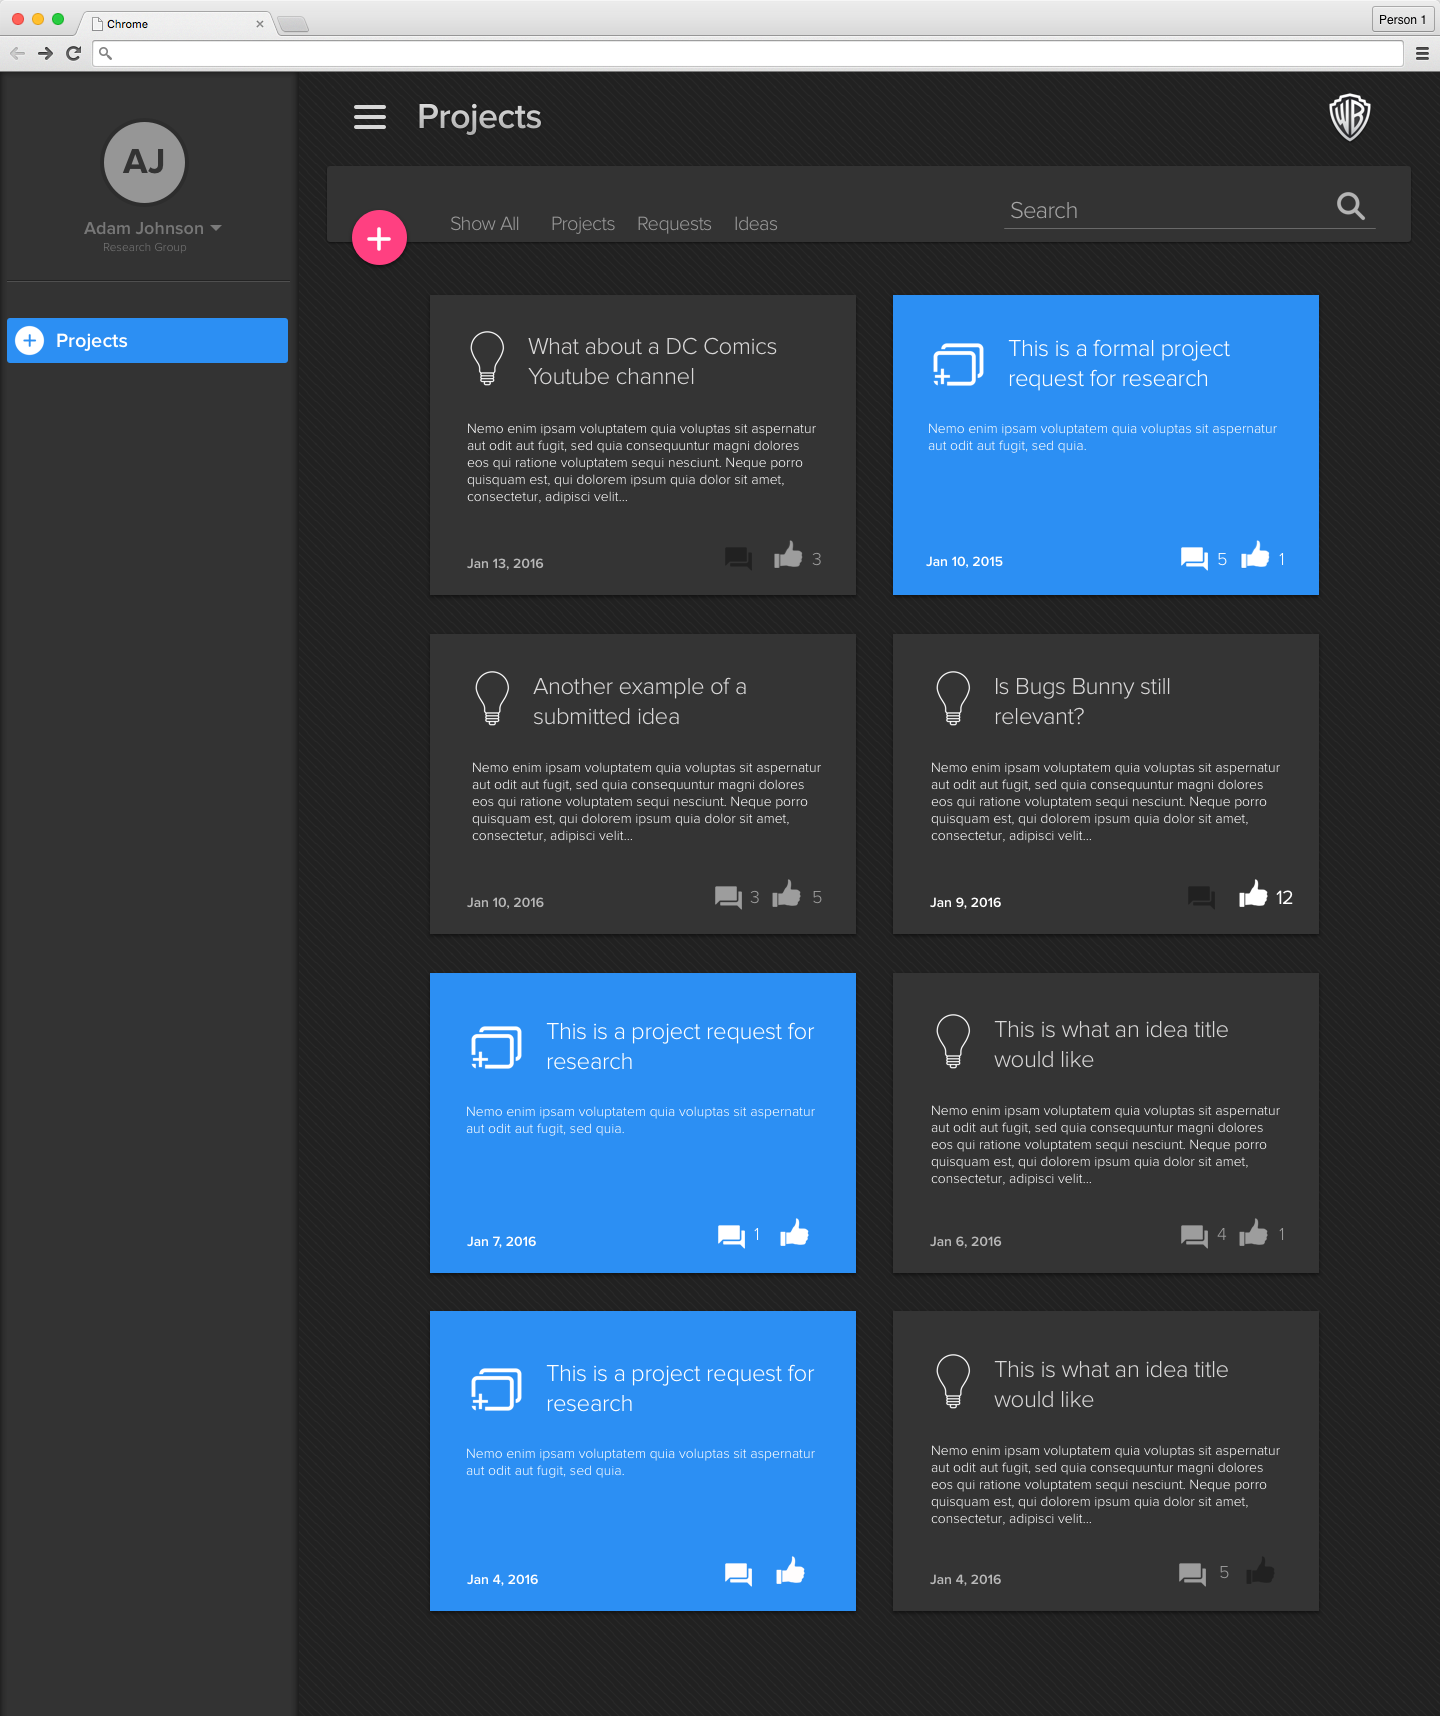 Chrome
Person 1
AJ
Adam Johnson
Research Group
Projects
Projects
WB
Show All Projects Requests Ideas
Search
What about a DC Comics
Youtube channel
Nemo enim ipsam voluptatem quia voluptas sit aspernatur
aut odit aut fugit, sed quia consequuntur magni dolores
eos qui ratione voluptatem sequi nesciunt. Neque porro
quisquam est, qui dolorem ipsum quia dolor sit amet,
consectetur, adipisci velit...
Jan 13, 2016
3
This is a formal project
request for research
Nemo enim ipsam voluptatem quia voluptas sit aspernatur
aut odit aut fugit, sed quia.
Jan 10, 2015
5 1
Another example of a
submitted idea
Nemo enim ipsam voluptatem quia voluptas sit aspernatur
aut odit aut fugit, sed quia consequuntur magni dolores
eos qui ratione voluptatem sequi nesciunt. Neque porro
quisquam est, qui dolorem ipsum quia dolor sit amet,
consectetur, adipisci velit...
Jan 10, 2016
3 5
Is Bugs Bunny still
relevant?
Nemo enim ipsam voluptatem quia voluptas sit aspernatur
aut odit aut fugit, sed quia consequuntur magni dolores
eos qui ratione voluptatem sequi nesciunt. Neque porro
quisquam est, qui dolorem ipsum quia dolor sit amet,
consectetur, adipisci velit...
Jan 9, 2016
12
This is a project request for
research
Nemo enim ipsam voluptatem quia voluptas sit aspernatur
aut odit aut fugit, sed quia.
Jan 7, 2016
1
This is what an idea title
would like
Nemo enim ipsam voluptatem quia voluptas sit aspernatur
aut odit aut fugit, sed quia consequuntur magni dolores
eos qui ratione voluptatem sequi nesciunt. Neque porro
quisquam est, qui dolorem ipsum quia dolor sit amet,
consectetur, adipisci velit...
Jan 6, 2016
4 1
This is a project request for
research
Nemo enim ipsam voluptatem quia voluptas sit aspernatur
aut odit aut fugit, sed quia.
Jan 4, 2016
This is what an idea title
would like
Nemo enim ipsam voluptatem quia voluptas sit aspernatur
aut odit aut fugit, sed quia consequuntur magni dolores
eos qui ratione voluptatem sequi nesciunt. Neque porro
quisquam est, qui dolorem ipsum quia dolor sit amet,
consectetur, adipisci velit...
Jan 4, 2016
5